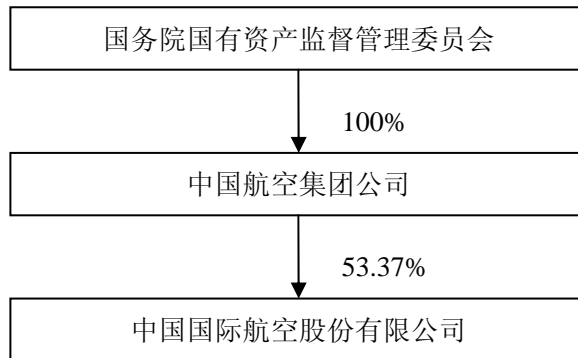 国务院国有资产监督管理委员会
100%
中国航空集团公司
53.37%
中国国际航空股份有限公司